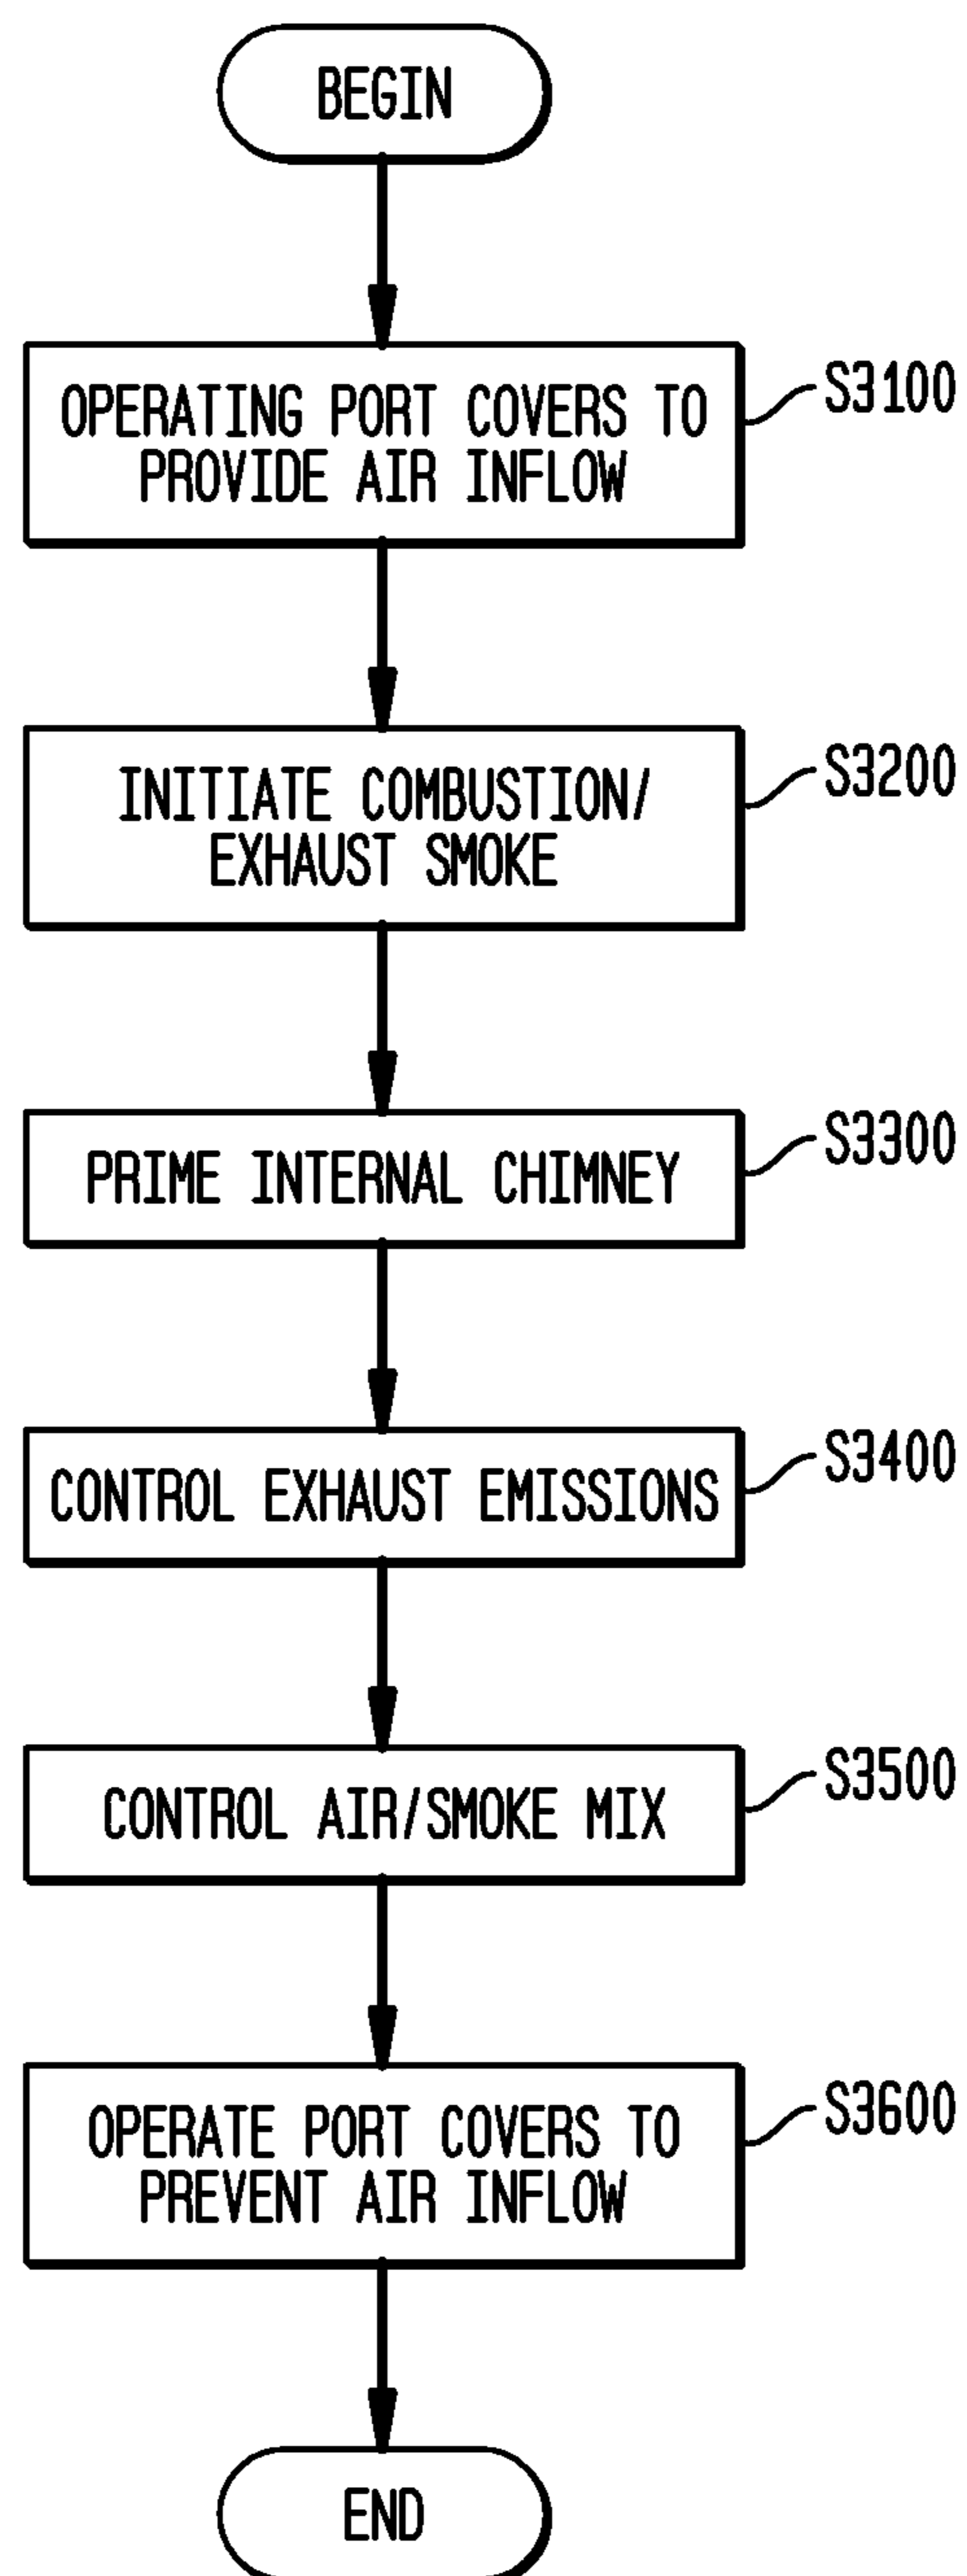 BEGIN
OPERATING PORT COVERS TO
PROVIDE AIR INFLOW
S3100
INITIATE COMBUSTION/
EXHAUST SMOKE
S3200
PRIME INTERNAL CHIMNEY
S3300
CONTROL EXHAUST EMISSIONS
S3400
CONTROL AIR/SMOKE MIX
S3500
OPERATE PORT COVERS TO
PREVENT AIR INFLOW
S3600
END